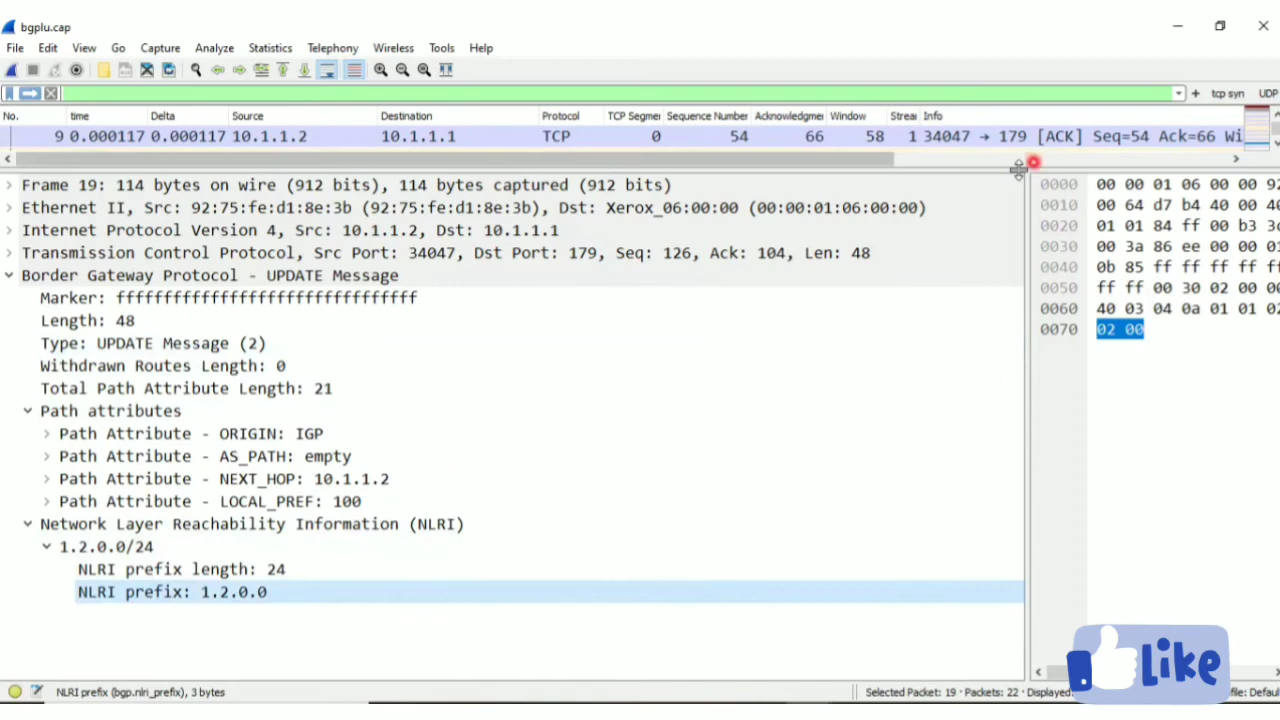 bgplu.cap
File Edit View Go Capture Analyze Statistics Telephony Wireless Tools Help
tcp syn UDP
No. time Delta Source Destination Protocol TCP Segmer Sequence Number Acknowledgmer Window Strear Info
9 0.000117 0.000117 10.1.1.2 10.1.1.1 TCP 0 54 66 58 1 34047 → 179 [ACK] Seq=54 Ack=66 Wi
Frame 19: 114 bytes on wire (912 bits), 114 bytes captured (912 bits)
Ethernet II, Src: 92:75:fe:d1:8e:3b (92:75:fe:d1:8e:3b), Dst: Xerox_06:00:00 (00:00:01:06:00:00)
Internet Protocol Version 4, Src: 10.1.1.2, Dst: 10.1.1.1
Transmission Control Protocol, Src Port: 34047, Dst Port: 179, Seq: 126, Ack: 104, Len: 48
Border Gateway Protocol - UPDATE Message
Marker: ffffffffffffffffffffffffffffffff
Length: 48
Type: UPDATE Message (2)
Withdrawn Routes Length: 0
Total Path Attribute Length: 21
Path attributes
Path Attribute - ORIGIN: IGP
Path Attribute - AS_PATH: empty
Path Attribute - NEXT_HOP: 10.1.1.2
Path Attribute - LOCAL_PREF: 100
Network Layer Reachability Information (NLRI)
1.2.0.0/24
NLRI prefix length: 24
NLRI prefix: 1.2.0.0
0000 00 00 01 06 00 00 92
0010 00 64 d7 b4 40 00 40
0020 01 01 84 ff 00 b3 3d
0030 00 3a 86 ee 00 00 01
0040 0b 85 ff ff ff ff ff
0050 ff ff 00 30 02 00 00
0060 40 03 04 0a 01 01 02
0070 02 00
Like
NLRI prefix (bgp.nlri_prefix), 3 bytes
Selected Packet: 19 · Packets: 22 · Displayed:
file: Defaul